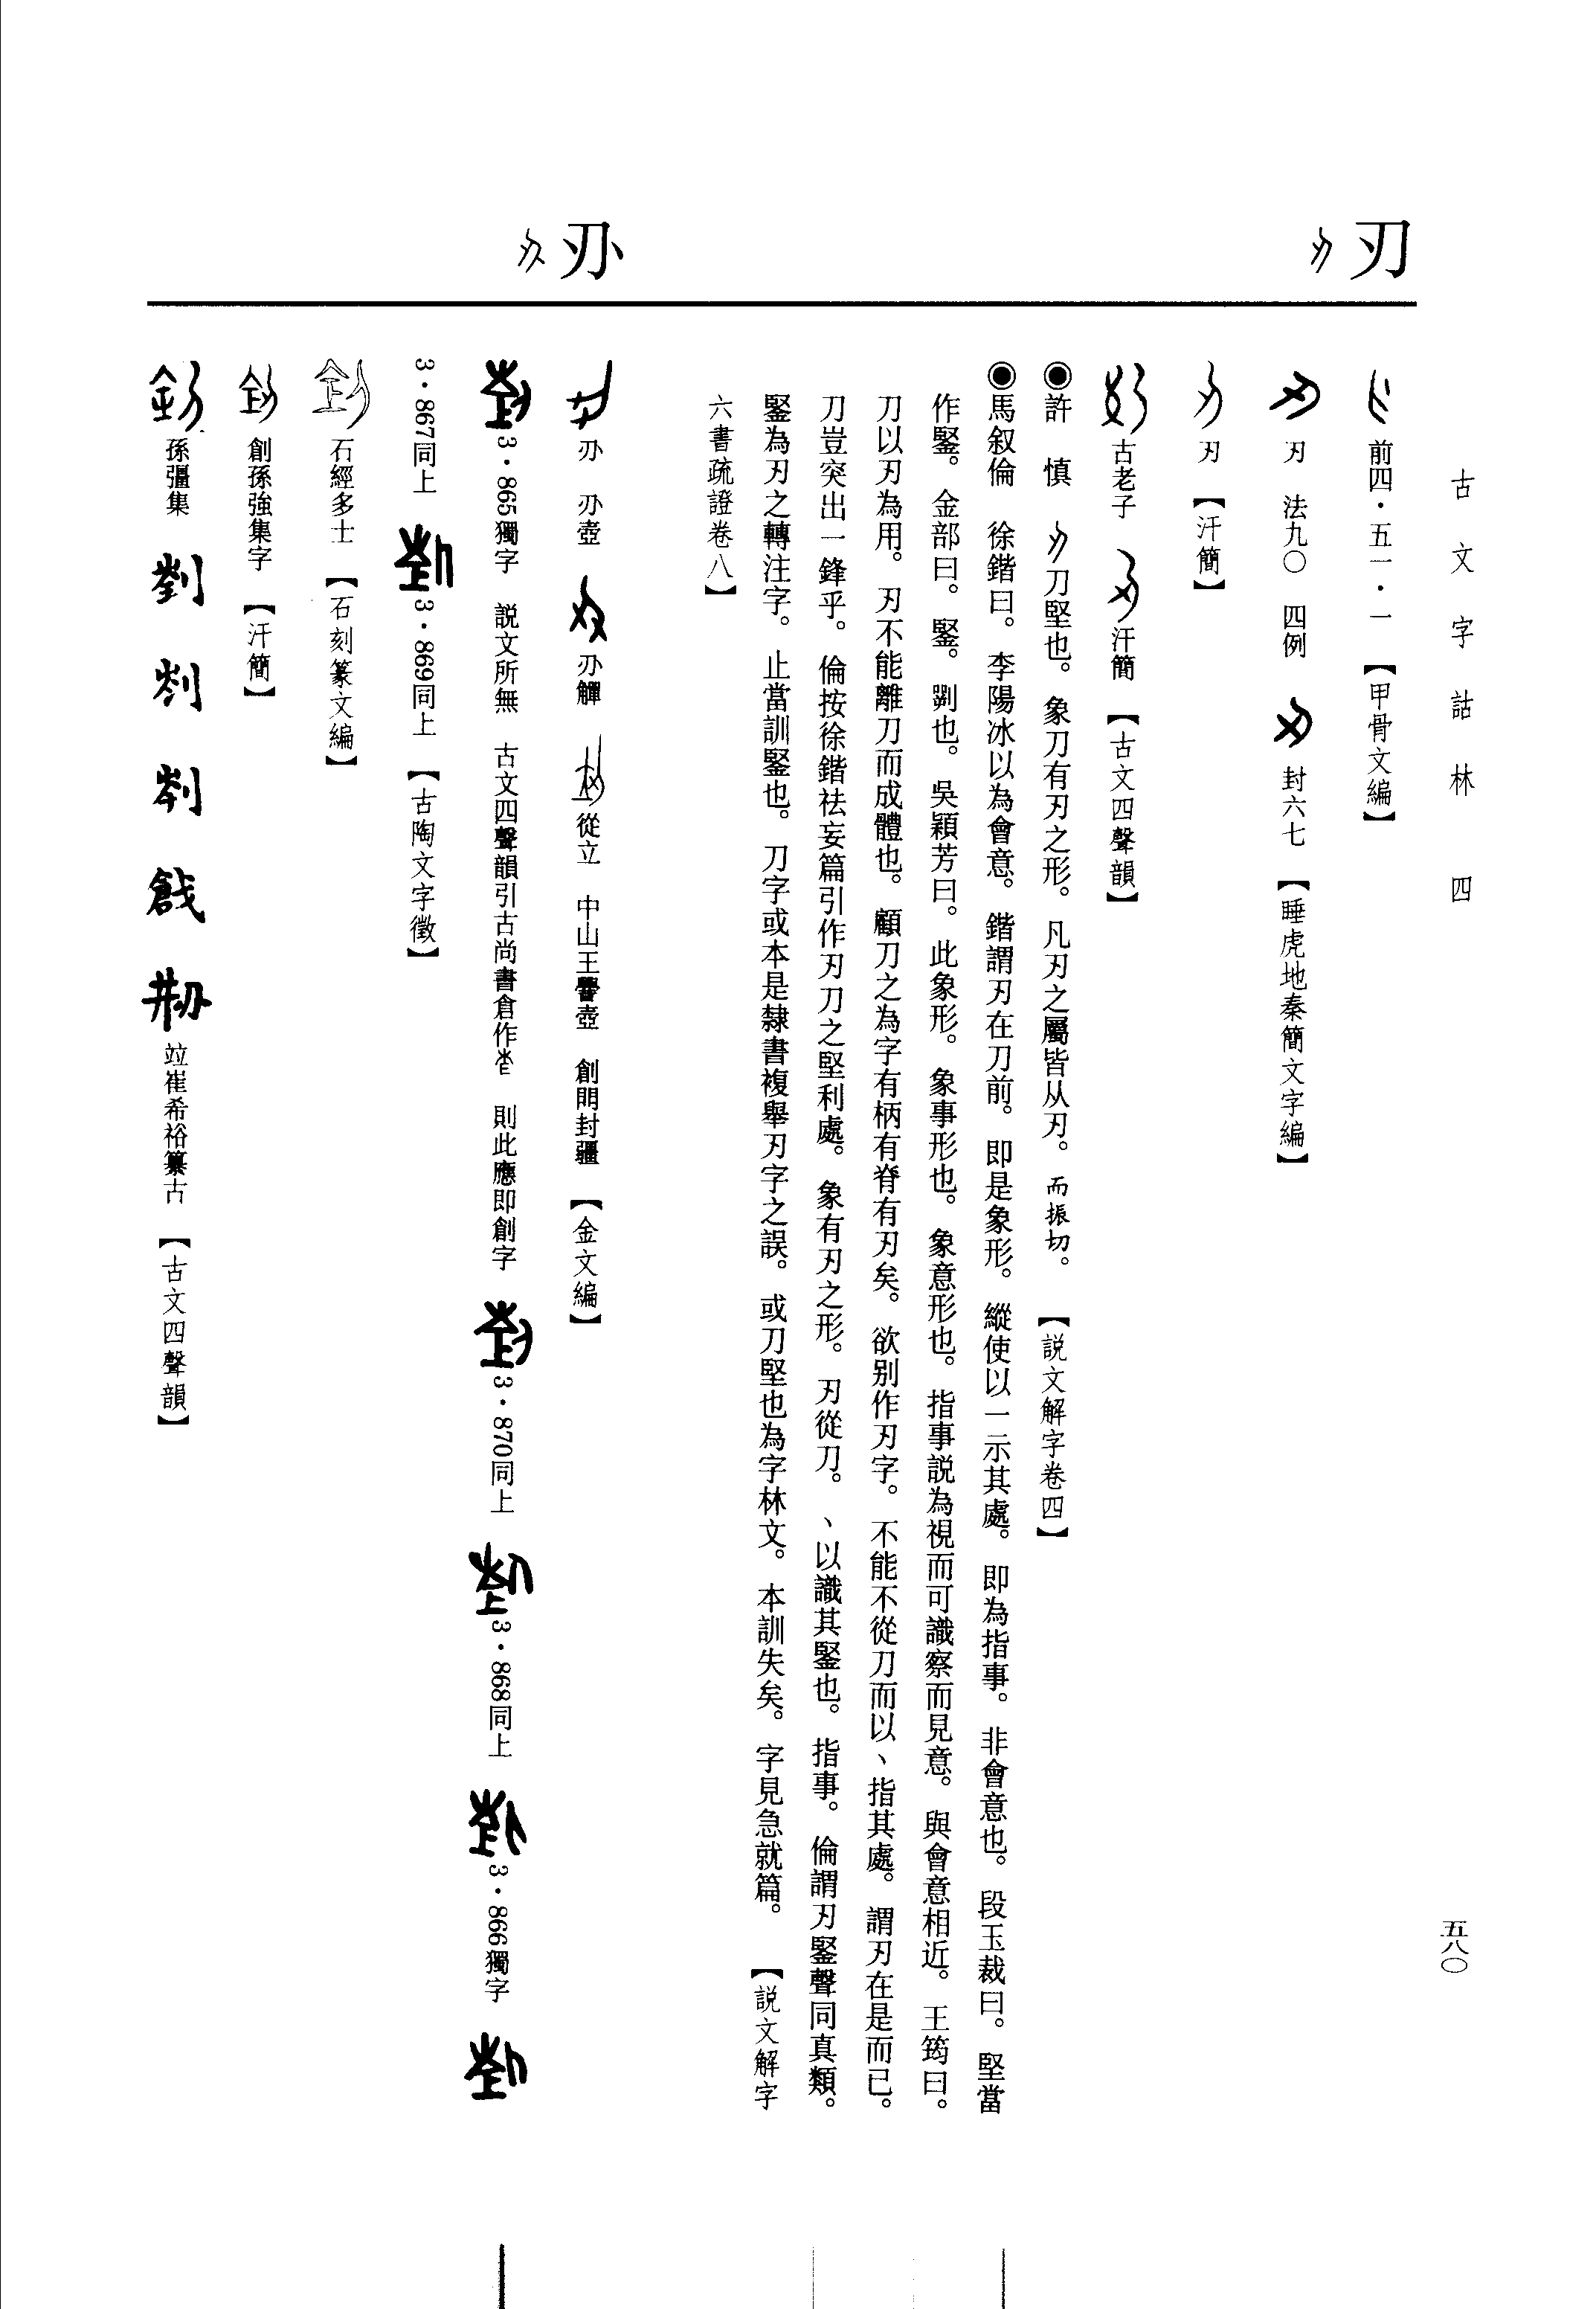 古文字詁林 四
五八〇
刃
前四·五一·一 【甲骨文編】
刃 法九〇 四例 封六七 【睡虎地秦簡文字編】
刃 【汗簡】
古老子 汗簡 【古文四聲韻】
◉許 慎 刀堅也。象刀有刃之形。凡刃之屬皆从刃。而振切。 【説文解字卷四】
◉馬叙倫 徐鍇曰。李陽冰以為會意。鍇謂刃在刀前。即是象形。縱使以一示其處。即為指事。非會意也。段玉裁曰。堅當
作鋻。金部曰。鋻。剛也。吳穎芳曰。此象形。象事形也。象意形也。指事説為視而可識察而見意。與會意相近。王筠曰。
刀以刃為用。刃不能離刀而成體也。顧刀之為字有柄有脊有刃矣。欲别作刃字。不能不從刀而以丶指其處。謂刃在是而已。
刀豈突出一鋒乎。倫按徐鍇祛妄篇引作刃刀之堅利處。象有刃之形。刃從刀。丶以識其鋻也。指事。倫謂刃鋻聲同真類。
鋻為刃之轉注字。止當訓鋻也。刀字或本是隸書複舉刃字之誤。或刀堅也為字林文。本訓失矣。字見急就篇。 【説文解字
六書疏證卷八】
刅
刅 刅壺 刅觶 從立 中山王𰯼壺 創閈封疆 【金文編】
3·865獨字 説文所無 古文四聲韻引古尚書倉作 則此應即創字 3·870同上 3·868同上 3·866獨字
3·867同上 3·869同上 【古陶文字徵】
石經多士 【石刻篆文編】
創孫強集字 【汗簡】
孫彊集 竝崔希裕纂古 【古文四聲韻】